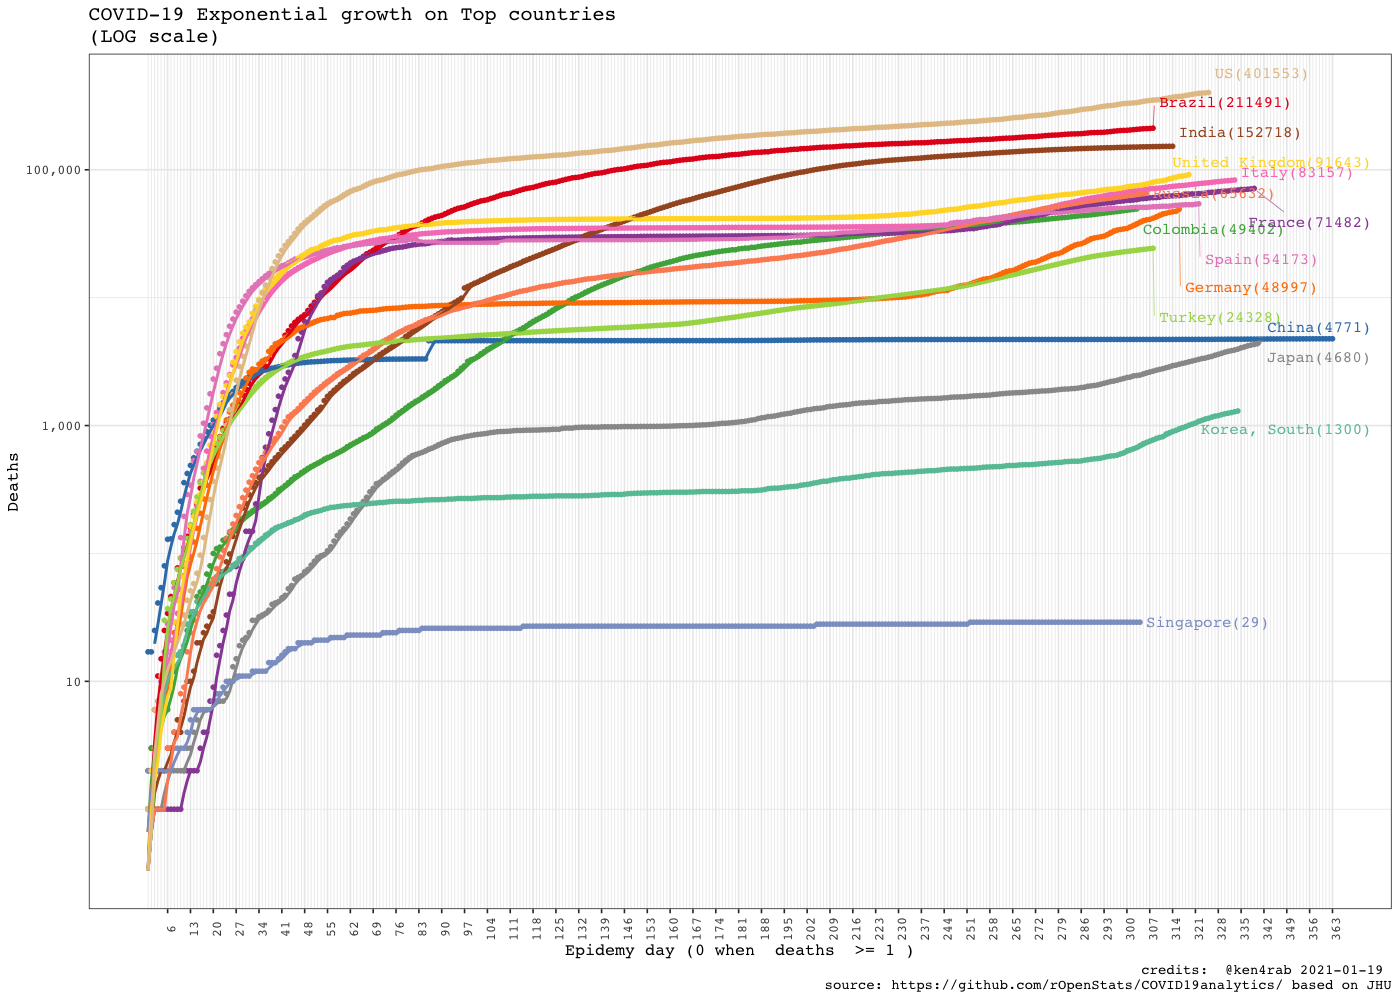 COVID-19 Exponential growth on Top countries
(LOG scale)
US(401553)
Brazil(211491)
India(152718)
United Kingdom(91643)
100,000
Italy(83157)
France(71482)
Colombia(49402)
Spain(54173)
Germany(48997)
Turkey(24328)
China(4771)
Japan(4680)
1,000
Korea, South(1300)
Deaths
Singapore(29)
10
6 13 20 27 34 41 48 55 62 69 76 83 90 97 104 111 118 125 132 139 146 153 160 167 174 181 188 195 202 209 216 223 230 237 244 251 258 265 272 279 286 293 300 307 314 321 328 335 342 349 356 363
Epidemy day (0 when  deaths  >= 1 )
credits:  @ken4rab 2021-01-19
source: https://github.com/rOpenStats/COVID19analytics/ based on JHU